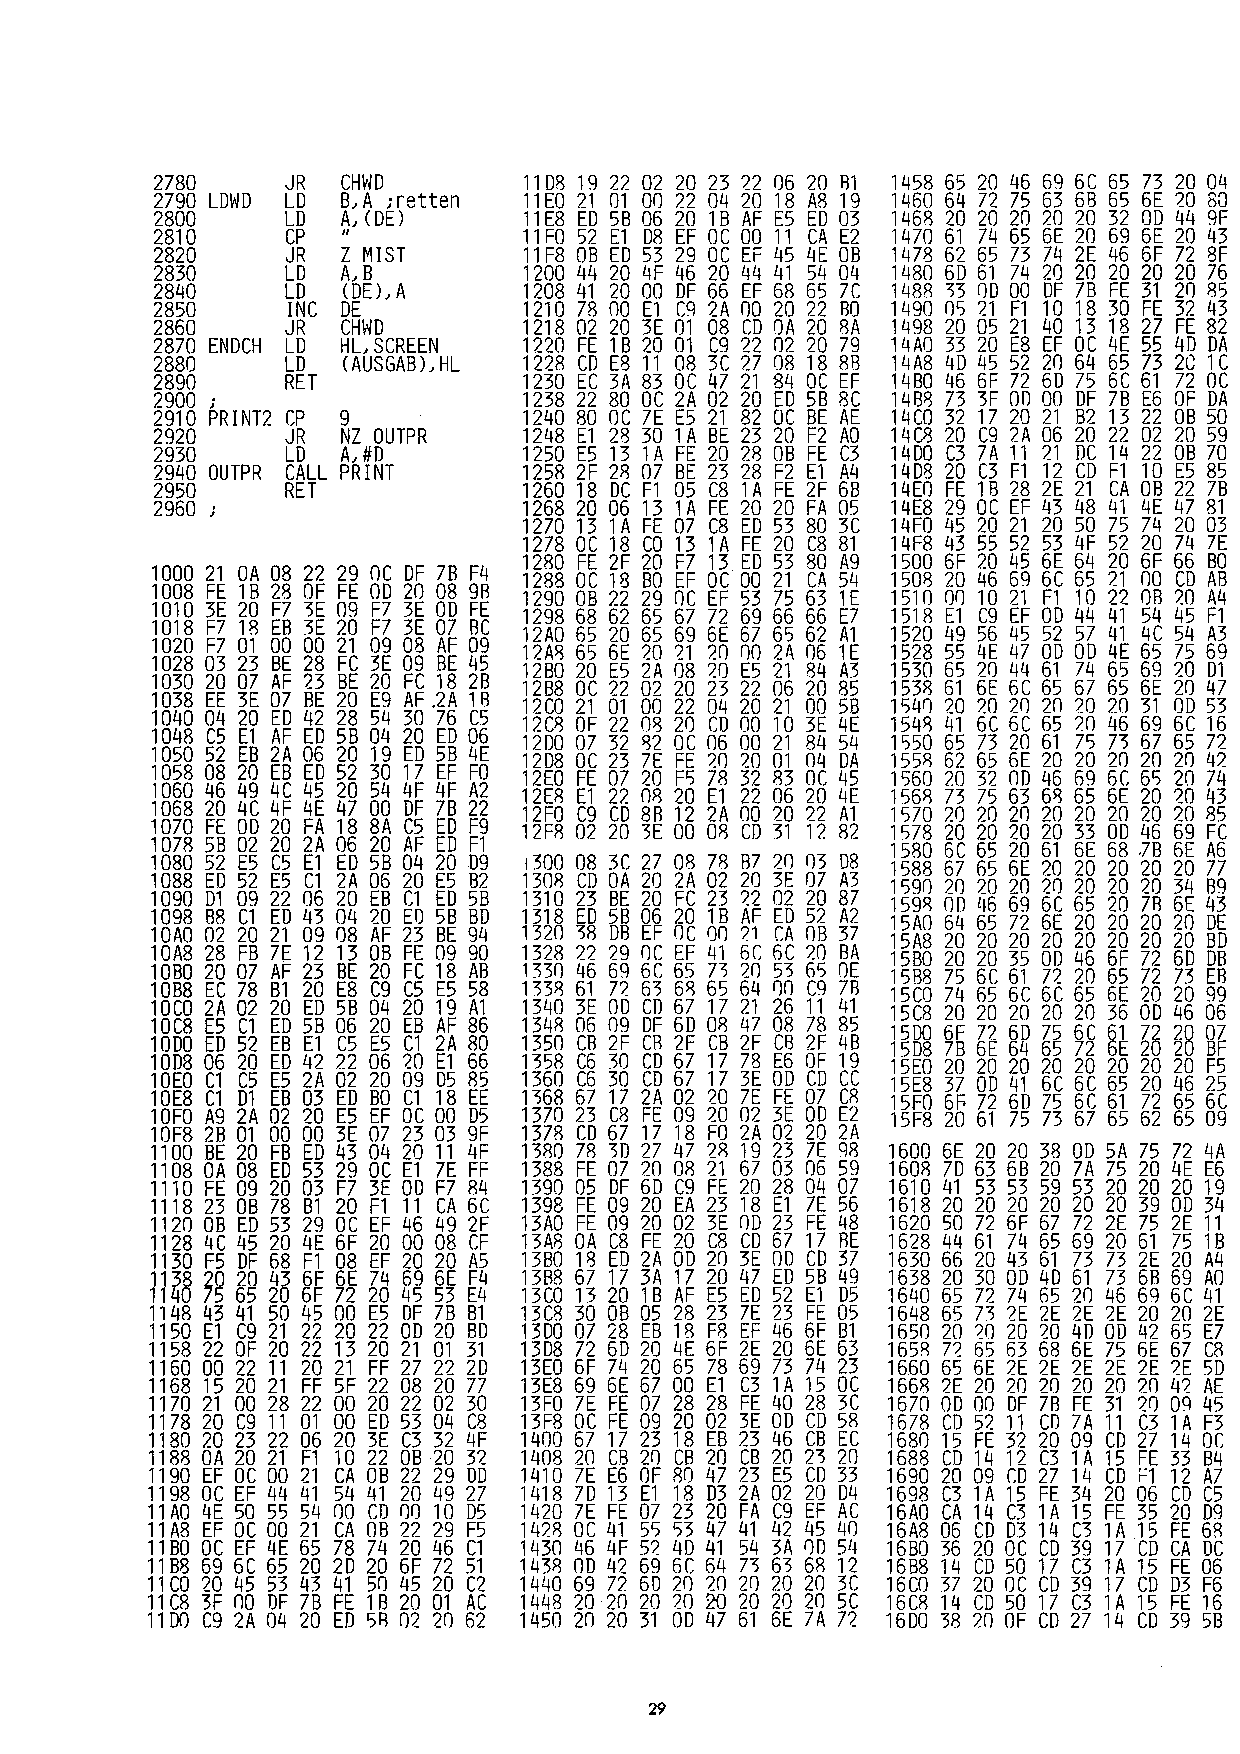 2780 JR CHWD
2790 LDWD LD B,A ;retten
2800 LD A,(DE)
2810 CP "
2820 JR Z MIST
2830 LD A,B
2840 LD (DE),A
2850 INC DE
2860 JR CHWD
2870 ENDCH LD HL,SCREEN
2880 LD (AUSGAB),HL
2890 RET
2900 ;
2910 PRINT2 CP 9
2920 JR NZ OUTPR
2930 LD A,#D
2940 OUTPR CALL PRINT
2950 RET
2960 ;
1000 21 0A 08 22 29 0C DF 7B F4
1008 FE 1B 28 0F FE 0D 20 08 9B
1010 3E 20 F7 3E 09 F7 3E 0D FE
1018 F7 18 EB 3E 20 F7 3E 07 BC
1020 F7 01 00 00 21 09 08 AF 09
1028 03 23 BE 28 FC 3E 09 BE 45
1030 20 07 AF 23 BE 20 FC 18 2B
1038 EE 3E 07 BE 20 E9 AF 2A 1B
1040 04 20 ED 42 28 54 30 76 C5
1048 C5 E1 AF ED 5B 04 20 ED 06
1050 52 EB 2A 06 20 19 ED 5B 4E
1058 08 20 EB ED 52 30 17 EF F0
1060 46 49 4C 45 20 54 4F 4F A2
1068 20 4C 4F 4E 47 00 DF 7B 22
1070 FE 0D 20 FA 18 8A C5 ED F9
1078 5B 02 20 2A 06 20 AF ED F1
1080 52 E5 C5 E1 ED 5B 04 20 D9
1088 ED 52 E5 C1 2A 06 20 E5 B2
1090 D1 09 22 06 20 EB C1 ED 5B
1098 B8 C1 ED 43 04 20 ED 5B BD
10A0 02 20 21 09 08 AF 23 BE 94
10A8 28 FB 7E 12 13 0B FE 09 90
10B0 20 07 AF 23 BE 20 FC 18 AB
10B8 EC 78 B1 20 E8 C9 C5 E5 58
10C0 2A 02 20 ED 5B 04 20 19 A1
10C8 E5 C1 ED 5B 06 20 EB AF 86
10D0 ED 52 EB E1 C5 E5 C1 2A 80
10D8 06 20 ED 42 22 06 20 E1 66
10E0 C1 C5 E5 2A 02 20 09 D5 85
10E8 C1 D1 EB 03 ED B0 C1 18 EE
10F0 A9 2A 02 20 E5 EF 0C 00 D5
10F8 2B 01 00 00 3E 07 23 03 9F
1100 BE 20 FB ED 43 04 20 11 4F
1108 0A 08 ED 53 29 0C E1 7E FF
1110 FE 09 20 03 F7 3E 0D F7 84
1118 23 0B 78 B1 20 F1 11 CA 6C
1120 0B ED 53 29 0C EF 46 49 2F
1128 4C 45 20 4E 6F 20 00 08 CF
1130 F5 DF 68 F1 08 EF 20 20 A5
1138 20 20 43 6F 6E 74 69 6E F4
1140 75 65 20 6F 72 20 45 53 E4
1148 43 41 50 45 00 E5 DF 7B B1
1150 E1 C9 21 22 20 22 0D 20 BD
1158 22 0F 20 22 13 20 21 01 31
1160 00 22 11 20 21 FF 27 22 2D
1168 15 20 21 FF 5F 22 08 20 77
1170 21 00 28 22 00 20 22 02 30
1178 20 C9 11 01 00 ED 53 04 C8
1180 20 23 22 06 20 3E C3 32 4F
1188 0A 20 21 F1 10 22 0B 20 32
1190 EF 0C 00 21 CA 0B 22 29 DD
1198 0C EF 44 41 54 41 20 49 27
11A0 4E 50 55 54 00 CD 00 10 D5
11A8 EF 0C 00 21 CA 0B 22 29 F5
11B0 0C EF 4E 65 78 74 20 46 C1
11B8 69 6C 65 20 2D 20 6F 72 51
11C0 20 45 53 43 41 50 45 20 C2
11C8 3F 00 DF 7B FE 1B 20 01 AC
11D0 C9 2A 04 20 ED 5B 02 20 62
11D8 19 22 02 20 23 22 06 20 B1
11E0 21 01 00 22 04 20 18 A8 19
11E8 ED 5B 06 20 1B AF E5 ED 03
11F0 52 E1 D8 EF 0C 00 11 CA E2
11F8 0B ED 53 29 0C EF 45 4E 0B
1200 44 20 4F 46 20 44 41 54 04
1208 41 20 00 DF 66 EF 68 65 7C
1210 78 00 E1 C9 2A 00 20 22 B0
1218 02 20 3E 01 08 CD 0A 20 8A
1220 FE 1B 20 01 C9 22 02 20 79
1228 CD E8 11 08 3C 27 08 18 8B
1230 EC 3A 83 0C 47 21 84 0C EF
1238 22 80 0C 2A 02 20 ED 5B 8C
1240 80 0C 7E E5 21 82 0C BE AE
1248 E1 28 30 1A BE 23 20 F2 A0
1250 E5 13 1A FE 20 28 0B FE C3
1258 2F 28 07 BE 23 28 F2 E1 A4
1260 18 DC F1 05 C8 1A FE 2F 6B
1268 20 06 13 1A FE 20 20 FA 05
1270 13 1A FE 07 C8 ED 53 80 3C
1278 0C 18 C0 13 1A FE 20 C8 81
1280 FE 2F 20 F7 13 ED 53 80 A9
1288 0C 18 B0 EF 0C 00 21 CA 54
1290 0B 22 29 0C EF 53 75 63 1E
1298 68 62 65 67 72 69 66 66 E7
12A0 65 20 65 69 6E 67 65 62 A1
12A8 65 6E 20 21 20 00 2A 06 1E
12B0 20 E5 2A 08 20 E5 21 84 A3
12B8 0C 22 02 20 23 22 06 20 85
12C0 21 01 00 22 04 20 21 00 5B
12C8 0F 22 08 20 CD 00 10 3E 4E
12D0 07 32 82 0C 06 00 21 84 54
12D8 0C 23 7E FE 20 20 01 04 DA
12E0 FE 07 20 F5 78 32 83 0C 45
12E8 E1 22 08 20 E1 22 06 20 4E
12F0 C9 CD 8B 12 2A 00 20 22 A1
12F8 02 20 3E 00 08 CD 31 12 82
1300 08 3C 27 08 78 B7 20 03 D8
1308 CD 0A 20 2A 02 20 3E 07 A3
1310 23 BE 20 FC 23 22 02 20 87
1318 ED 5B 06 20 1B AF ED 52 A2
1320 38 DB EF 0C 00 21 CA 0B 37
1328 22 29 0C EF 41 6C 6C 20 BA
1330 46 69 6C 65 73 20 53 65 0E
1338 61 72 63 68 65 64 00 C9 7B
1340 3E 0D CD 67 17 21 26 11 41
1348 06 09 DF 6D 08 47 08 78 85
1350 CB 2F CB 2F CB 2F CB 2F 4B
1358 C6 30 CD 67 17 78 E6 0F 19
1360 C6 30 CD 67 17 3E 0D CD CC
1368 67 17 2A 02 20 7E FE 07 C8
1370 23 C8 FE 09 20 02 3E 0D E2
1378 CD 67 17 18 F0 2A 02 20 2A
1380 78 3D 27 47 28 19 23 7E 98
1388 FE 07 20 08 21 67 03 06 59
1390 05 DF 6D C9 FE 20 28 04 07
1398 FE 09 20 EA 23 18 E1 7E 56
13A0 FE 09 20 02 3E 0D 23 FE 48
13A8 0A C8 FE 20 C8 CD 67 17 BE
13B0 18 ED 2A 0D 20 3E 0D CD 37
13B8 67 17 3A 17 20 47 ED 5B 49
13C0 13 20 1B AF E5 ED 52 E1 D5
13C8 30 0B 05 28 23 7E 23 FE 05
13D0 07 28 EB 18 F8 EF 46 6F B1
13D8 72 6D 20 4E 6F 2E 20 6E 63
13E0 6F 74 20 65 78 69 73 74 23
13E8 69 6E 67 00 E1 C3 1A 15 0C
13F0 7E FE 07 28 28 FE 40 28 3C
13F8 0C FE 09 20 02 3E 0D CD 58
1400 67 17 23 18 EB 23 46 CB EC
1408 20 CB 20 CB 20 CB 20 23 20
1410 7E E6 0F 80 47 23 E5 CD 33
1418 7D 13 E1 18 D3 2A 02 20 D4
1420 7E FE 07 23 20 FA C9 EF AC
1428 0C 41 55 53 47 41 42 45 40
1430 46 4F 52 4D 41 54 3A 0D 54
1438 0D 42 69 6C 64 73 63 68 12
1440 69 72 6D 20 20 20 20 20 3C
1448 20 20 20 20 20 20 20 20 5C
1450 20 20 31 0D 47 61 6E 7A 72
1458 65 20 46 69 6C 65 73 20 04
1460 64 72 75 63 6B 65 6E 20 80
1468 20 20 20 20 20 32 0D 44 9F
1470 61 74 65 6E 20 69 6E 20 43
1478 62 65 73 74 2E 46 6F 72 8F
1480 6D 61 74 20 20 20 20 20 76
1488 33 0D 00 DF 7B FE 31 20 85
1490 05 21 F1 10 18 30 FE 32 43
1498 20 05 21 40 13 18 27 FE 82
14A0 33 20 E8 EF 0C 4E 55 4D DA
14A8 4D 45 52 20 64 65 73 20 1C
14B0 46 6F 72 6D 75 6C 61 72 0C
14B8 73 3F 0D 00 DF 7B E6 0F DA
14C0 32 17 20 21 B2 13 22 0B 50
14C8 20 C9 2A 06 20 22 02 20 59
14D0 C3 7A 11 21 DC 14 22 0B 70
14D8 20 C3 F1 12 CD F1 10 E5 85
14E0 FE 1B 28 2E 21 CA 0B 22 7B
14E8 29 0C EF 43 48 41 4E 47 81
14F0 45 20 21 20 50 75 74 20 03
14F8 43 55 52 53 4F 52 20 74 7E
1500 6F 20 45 6E 64 20 6F 66 B0
1508 20 46 69 6C 65 21 00 CD AB
1510 00 10 21 F1 10 22 0B 20 A4
1518 E1 C9 EF 0D 44 41 54 45 F1
1520 49 56 45 52 57 41 4C 54 A3
1528 55 4E 47 0D 0D 4E 65 75 69
1530 65 20 44 61 74 65 69 20 D1
1538 61 6E 6C 65 67 65 6E 20 47
1540 20 20 20 20 20 20 31 0D 53
1548 41 6C 6C 65 20 46 69 6C 16
1550 65 73 20 61 75 73 67 65 72
1558 62 65 6E 20 20 20 20 20 42
1560 20 32 0D 46 69 6C 65 20 74
1568 73 75 63 68 65 6E 20 20 43
1570 20 20 20 20 20 20 20 20 85
1578 20 20 20 20 33 0D 46 69 FC
1580 6C 65 20 61 6E 68 7B 6E A6
1588 67 65 6E 20 20 20 20 20 77
1590 20 20 20 20 20 20 20 34 B9
1598 0D 46 69 6C 65 20 7B 6E 43
15A0 64 65 72 6E 20 20 20 20 DE
15A8 20 20 20 20 20 20 20 20 BD
15B0 20 20 35 0D 46 6F 72 6D DB
15B8 75 6C 61 72 20 65 72 73 EB
15C0 74 65 6C 6C 65 6E 20 20 99
15C8 20 20 20 20 20 36 0D 46 06
15D0 6F 72 6D 75 6C 61 72 20 07
15D8 7B 6E 64 65 72 6E 20 20 BF
15E0 20 20 20 20 20 20 20 20 F5
15E8 37 0D 41 6C 6C 65 20 46 25
15F0 6F 72 6D 75 6C 61 72 65 6C
15F8 20 61 75 73 67 65 62 65 09
1600 6E 20 20 38 0D 5A 75 72 4A
1608 7D 63 6B 20 7A 75 20 4E E6
1610 41 53 53 59 53 20 20 20 19
1618 20 20 20 20 20 20 39 0D 34
1620 50 72 6F 67 72 2E 75 2E 11
1628 44 61 74 65 69 20 61 75 1B
1630 66 20 43 61 73 73 2E 20 A4
1638 20 30 0D 4D 61 73 6B 69 A0
1640 65 72 74 65 20 46 69 6C 41
1648 65 73 2E 2E 2E 2E 20 20 2E
1650 20 20 20 20 4D 0D 42 65 E7
1658 72 65 63 68 6E 75 6E 67 C8
1660 65 6E 2E 2E 2E 2E 2E 2E 5D
1668 2E 20 20 20 20 20 20 42 AE
1670 0D 00 DF 7B FE 31 20 09 45
1678 CD 52 11 CD 7A 11 C3 1A F3
1680 15 FE 32 20 09 CD 27 14 0C
1688 CD 14 12 C3 1A 15 FE 33 B4
1690 20 09 CD 27 14 CD F1 12 A7
1698 C3 1A 15 FE 34 20 06 CD C5
16A0 CA 14 C3 1A 15 FE 35 20 D9
16A8 06 CD D3 14 C3 1A 15 FE 68
16B0 36 20 0C CD 39 17 CD CA DC
16B8 14 CD 50 17 C3 1A 15 FE 06
16C0 37 20 0C CD 39 17 CD D3 F6
16C8 14 CD 50 17 C3 1A 15 FE 16
16D0 38 20 0F CD 27 14 CD 39 5B
29